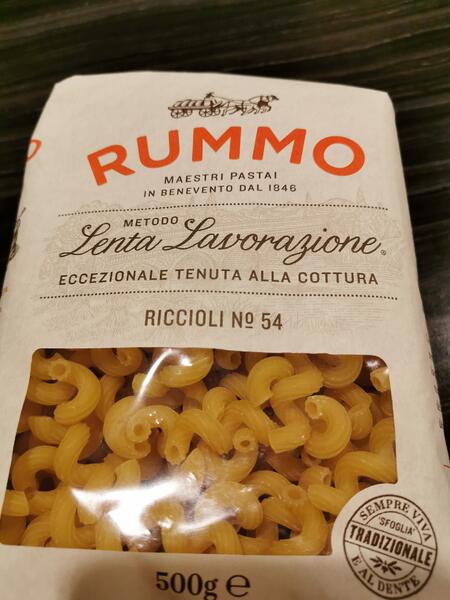 RUMMO
MAESTRI PASTAI
IN BENEVENTO DAL 1846
METODO
Lenta Lavorazione®
ECCEZIONALE TENUTA ALLA COTTURA
RICCIOLI Nº 54
SEMPRE VIVA
"SFOGLIA"
TRADIZIONALE
E AL DENTE
500g ℮